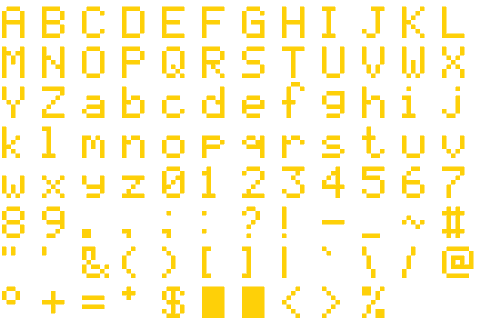 A B C D E F G H I J K L
M N O P Q R S T U V W X
Y Z a b c d e f g h i j
k l m n o p q r s t u v
w x y z 0 1 2 3 4 5 6 7
8 9 . , ; : ? ! - _ ~ #
" ' & ( ) [ ] | ` \ / @
° + = * $ █ █ < > %